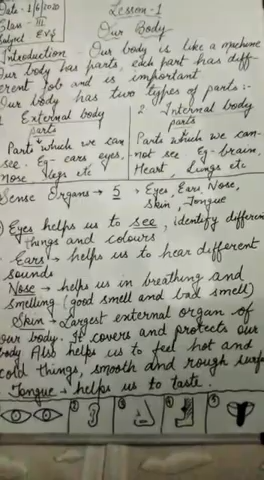 Date - 1/6/2020
Lesson - 1
Class - III
Our Body
Subject EVS
Introduction Our body is like a machine
Our body has parts, each part has diff-
erent job and is important
Our body has two types of parts:-
1 External body parts
Parts which we can
see. Eg - ears, eyes,
Nose, legs etc
2 Internal body parts
Parts which we can-
not see Eg - brain,
Heart, Lungs etc
Sense Organs → 5 → Eyes, Ears, Nose,
Skin, Tongue
Eyes helps us to see, identify different
things and colours
Ears → helps us to hear different
sounds
Nose → helps us in breathing and
smelling (good smell and bad smell)
Skin → Largest external organ of
our body. It covers and protects our
body Also helps us to feel hot and
cold things, smooth and rough surface
Tongue → helps us to taste.